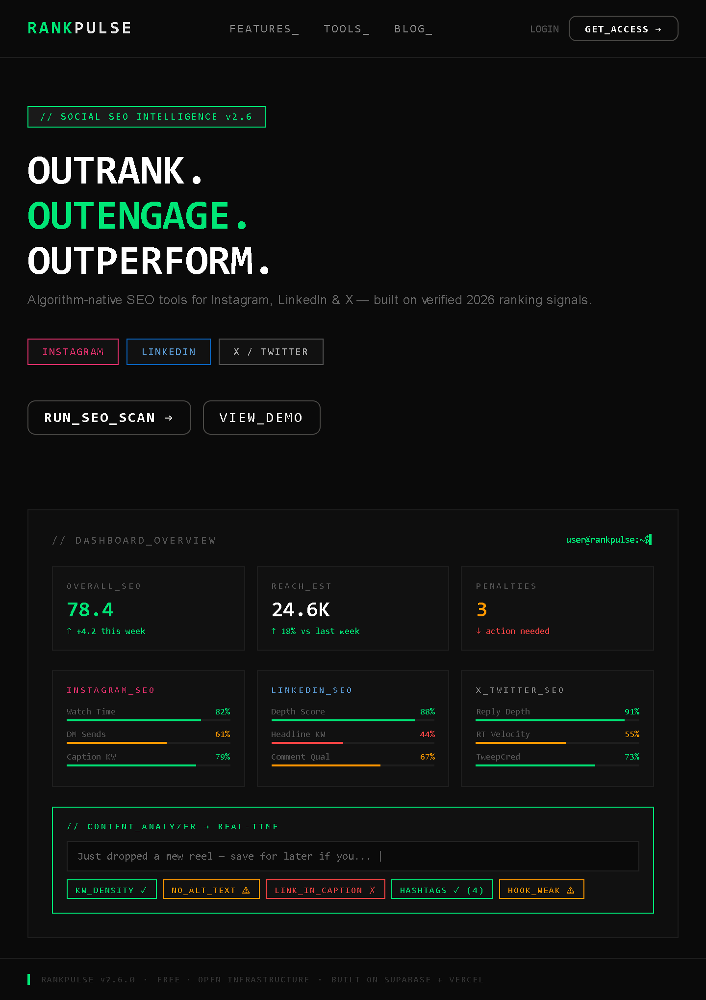 RANKPULSE FEATURES_ TOOLS_ BLOG_ LOGIN GET_ACCESS →
// SOCIAL SEO INTELLIGENCE v2.6
OUTRANK.
OUTENGAGE.
OUTPERFORM.
Algorithm-native SEO tools for Instagram, LinkedIn & X — built on verified 2026 ranking signals.
INSTAGRAM LINKEDIN X / TWITTER
RUN_SEO_SCAN → VIEW_DEMO
// DASHBOARD_OVERVIEW user@rankpulse:~$
OVERALL_SEO
78.4
↑ +4.2 this week
REACH_EST
24.6K
↑ 18% vs last week
PENALTIES
3
↓ action needed
INSTAGRAM_SEO
Watch Time 82%
DM Sends 61%
Caption KW 79%
LINKEDIN_SEO
Depth Score 88%
Headline KW 44%
Comment Qual 67%
X_TWITTER_SEO
Reply Depth 91%
RT Velocity 55%
TweepCred 73%
// CONTENT_ANALYZER → REAL-TIME
Just dropped a new reel — save for later if you... |
KW_DENSITY ✓ NO_ALT_TEXT ⚠ LINK_IN_CAPTION ✗ HASHTAGS ✓ (4) HOOK_WEAK ⚠
RANKPULSE v2.6.0 · FREE · OPEN INFRASTRUCTURE · BUILT ON SUPABASE + VERCEL